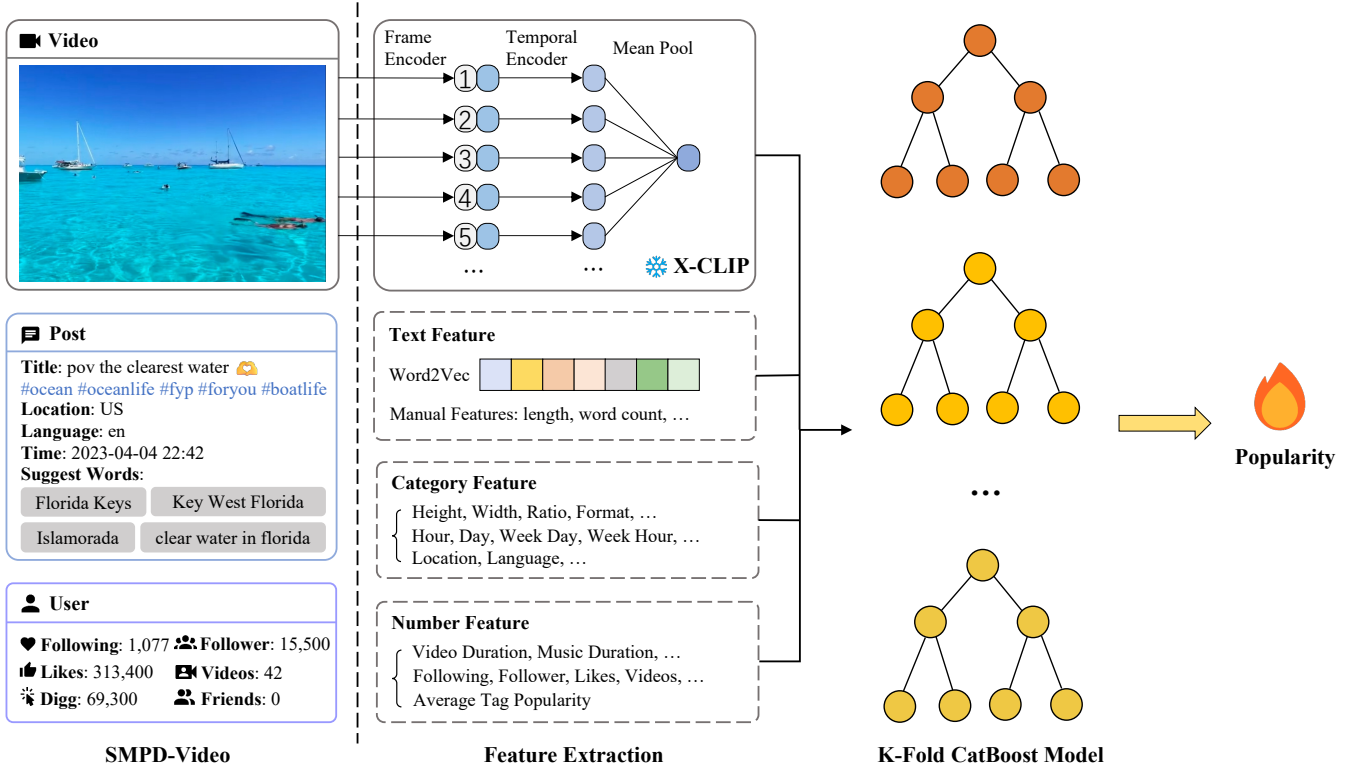 Video
Post
Title: pov the clearest water 🫶
#ocean #oceanlife #fyp #foryou #boatlife
Location: US
Language: en
Time: 2023-04-04 22:42
Suggest Words:
Florida Keys
Key West Florida
Islamorada
clear water in florida
User
Following: 1,077
Follower: 15,500
Likes: 313,400
Videos: 42
Digg: 69,300
Friends: 0
SMPD-Video
Frame
Encoder
Temporal
Encoder
Mean Pool
1
2
3
4
5
…
…
X-CLIP
Text Feature
Word2Vec
Manual Features: length, word count, …
Category Feature
Height, Width, Ratio, Format, …
Hour, Day, Week Day, Week Hour, …
Location, Language, …
Number Feature
Video Duration, Music Duration, …
Following, Follower, Likes, Videos, …
Average Tag Popularity
Feature Extraction
…
K-Fold CatBoost Model
Popularity